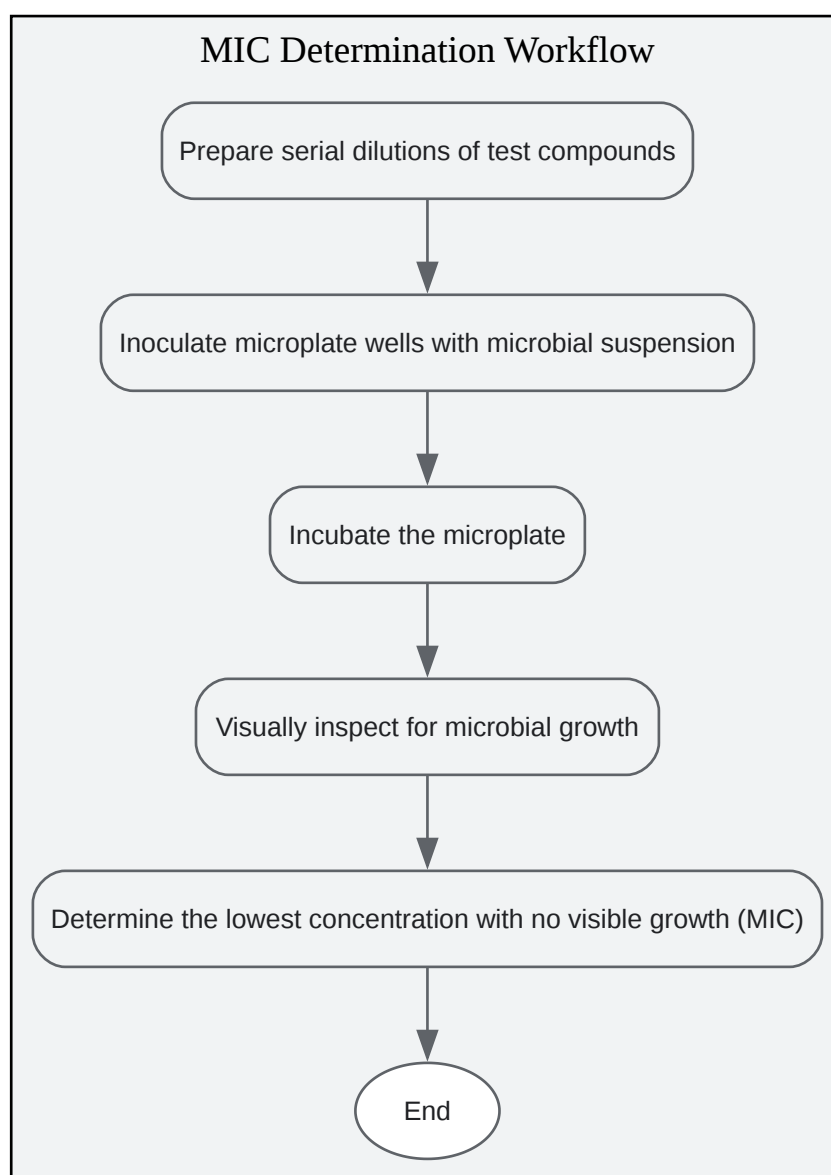 MIC Determination Workflow
Prepare serial dilutions of test compounds
Inoculate microplate wells with microbial suspension
Incubate the microplate
Visually inspect for microbial growth
Determine the lowest concentration with no visible growth (MIC)
End